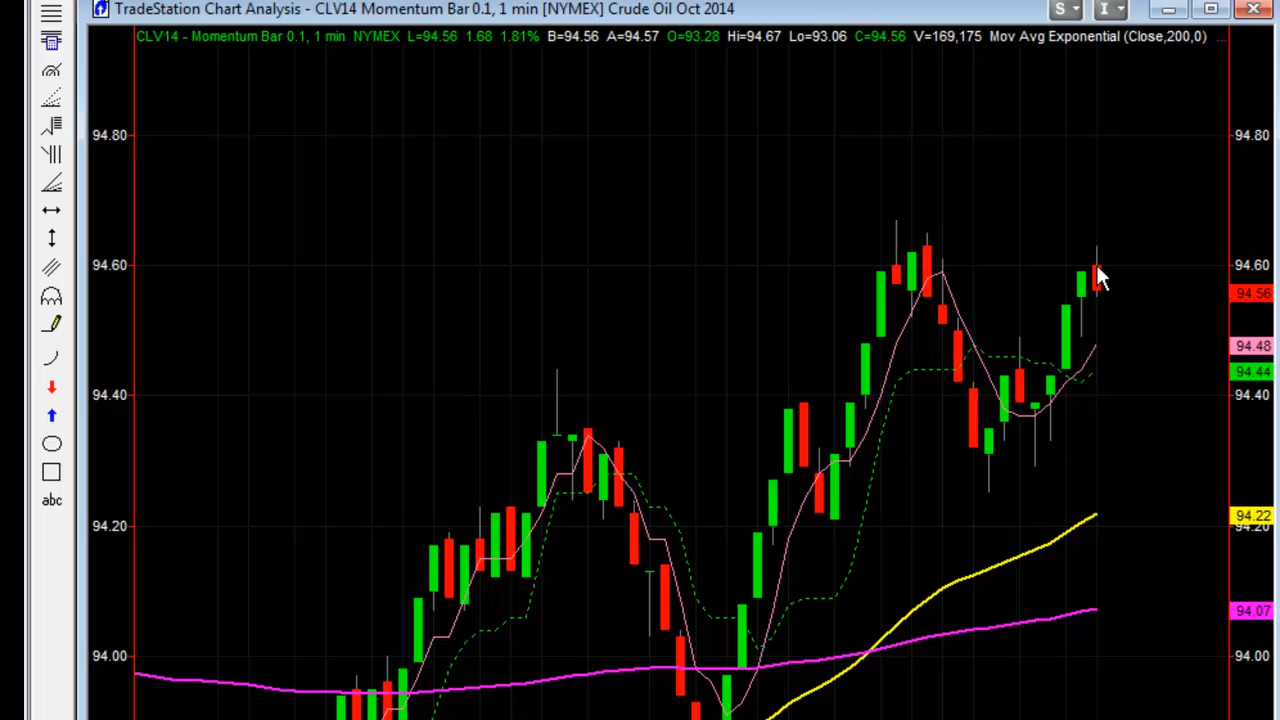 TradeStation Chart Analysis - CLV14 Momentum Bar 0.1, 1 min [NYMEX] Crude Oil Oct 2014
S
I
CLV14 - Momentum Bar 0.1, 1 min NYMEX L=94.56 1.68 1.81% B=94.56 A=94.57 O=93.28 Hi=94.67 Lo=93.06 C=94.56 V=169,175 Mov Avg Exponential (Close,200,0) ...
94.80 94.80
94.60 94.60
94.56
94.48
94.44
94.40 94.40
abc
94.22
94.20 94.20
94.07
94.00 94.00